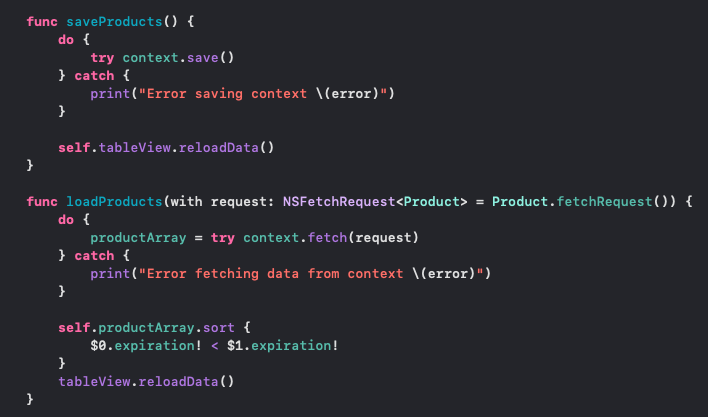 func saveProducts() {
    do {
        try context.save()
    } catch {
        print("Error saving context \(error)")
    }

    self.tableView.reloadData()
}

func loadProducts(with request: NSFetchRequest<Product> = Product.fetchRequest()) {
    do {
        productArray = try context.fetch(request)
    } catch {
        print("Error fetching data from context \(error)")
    }

    self.productArray.sort {
        $0.expiration! < $1.expiration!
    }
    tableView.reloadData()
}